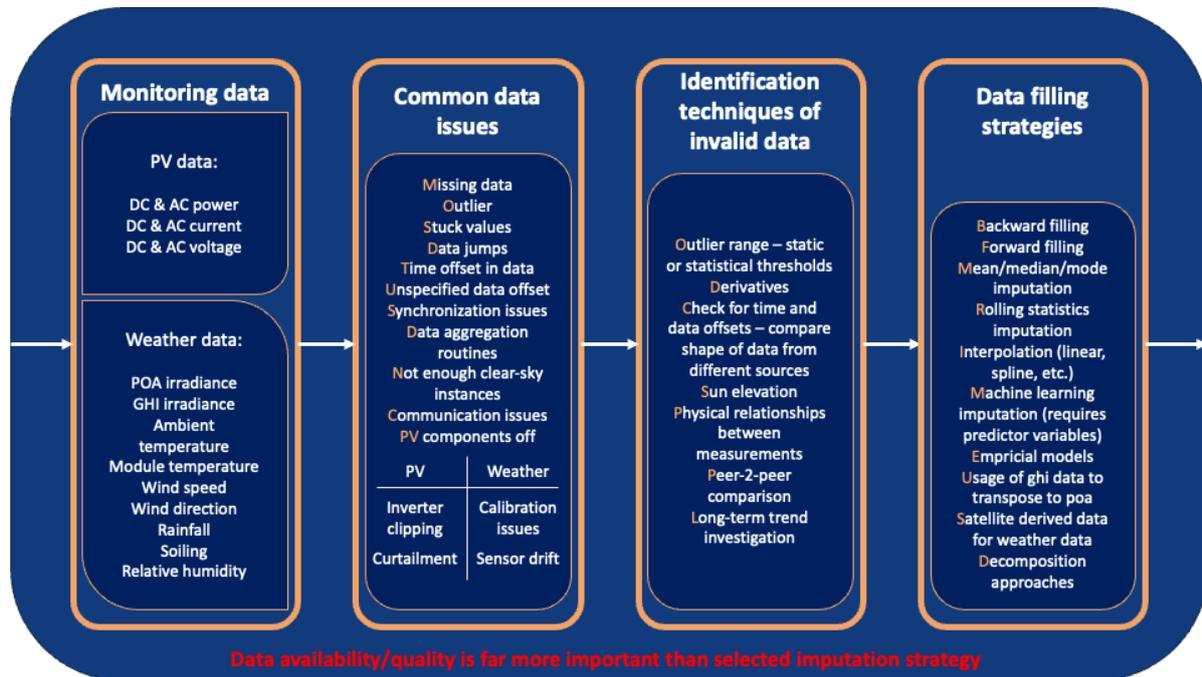 Monitoring data
PV data:
DC & AC power
DC & AC current
DC & AC voltage
Weather data:
POA irradiance
GHI irradiance
Ambient
temperature
Module temperature
Wind speed
Wind direction
Rainfall
Soiling
Relative humidity
Common data
issues
Missing data
Outlier
Stuck values
Data jumps
Time offset in data
Unspecified data offset
Synchronization issues
Data aggregation
routines
Not enough clear-sky
instances
Communication issues
PV components off
PV
Weather
Inverter
clipping
Calibration
issues
Curtailment
Sensor drift
Identification
techniques of
invalid data
Outlier range – static
or statistical thresholds
Derivatives
Check for time and
data offsets – compare
shape of data from
different sources
Sun elevation
Physical relationships
between
measurements
Peer-2-peer
comparison
Long-term trend
investigation
Data filling
strategies
Backward filling
Forward filling
Mean/median/mode
imputation
Rolling statistics
imputation
Interpolation (linear,
spline, etc.)
Machine learning
imputation (requires
predictor variables)
Empricial models
Usage of ghi data to
transpose to poa
Satellite derived data
for weather data
Decomposition
approaches
Data availability/quality is far more important than selected imputation strategy